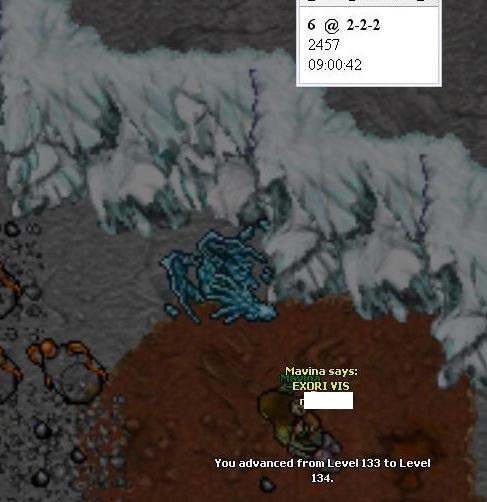 6 @ 2-2-2
2457
09:00:42
Mavina says:
EXORI VIS
You advanced from Level 133 to Level
134.